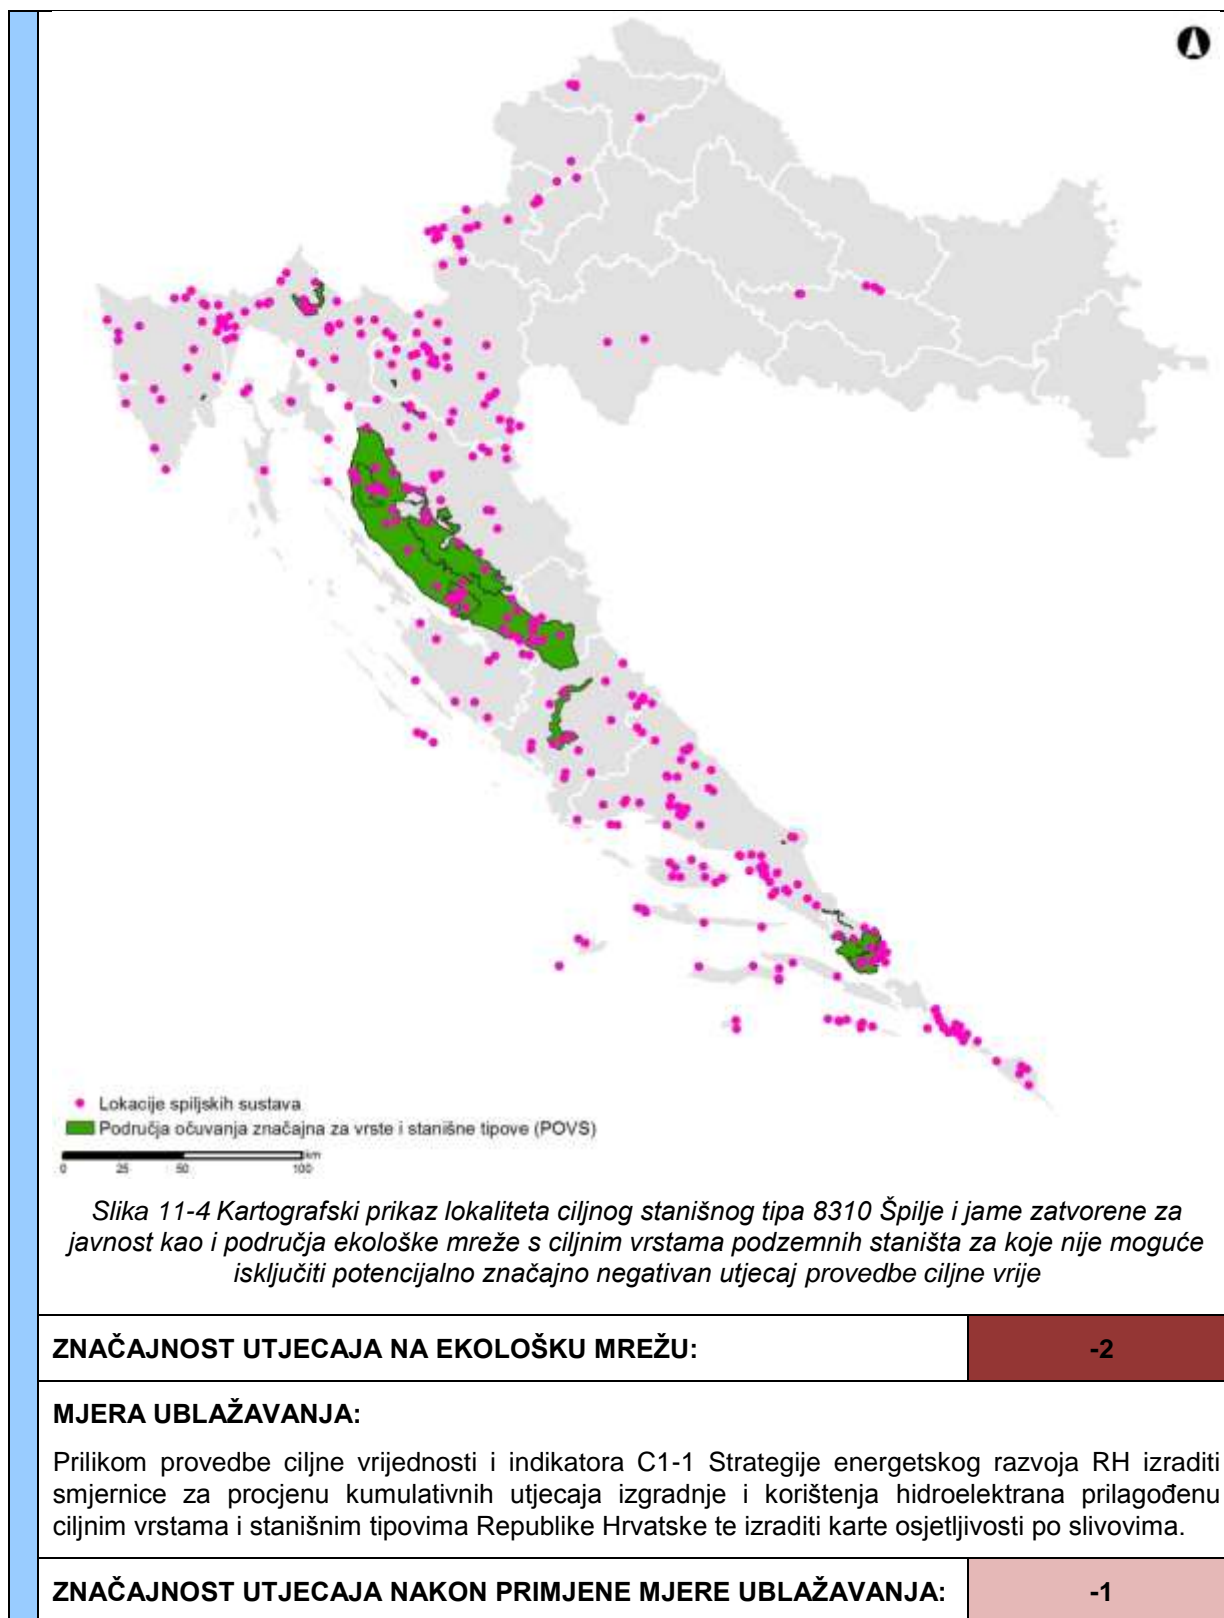 Lokacije spiljskih sustava
Područja očuvanja značajna za vrste i stanišne tipove (POVS)
km
0 25 50 100
Slika 11-4 Kartografski prikaz lokaliteta ciljnog stanišnog tipa 8310 Špilje i jame zatvorene za
javnost kao i područja ekološke mreže s ciljnim vrstama podzemnih staništa za koje nije moguće
isključiti potencijalno značajno negativan utjecaj provedbe ciljne vrije
ZNAČAJNOST UTJECAJA NA EKOLOŠKU MREŽU: -2
MJERA UBLAŽAVANJA:
Prilikom provedbe ciljne vrijednosti i indikatora C1-1 Strategije energetskog razvoja RH izraditi
smjernice za procjenu kumulativnih utjecaja izgradnje i korištenja hidroelektrana prilagođenu
ciljnim vrstama i stanišnim tipovima Republike Hrvatske te izraditi karte osjetljivosti po slivovima.
ZNAČAJNOST UTJECAJA NAKON PRIMJENE MJERE UBLAŽAVANJA: -1